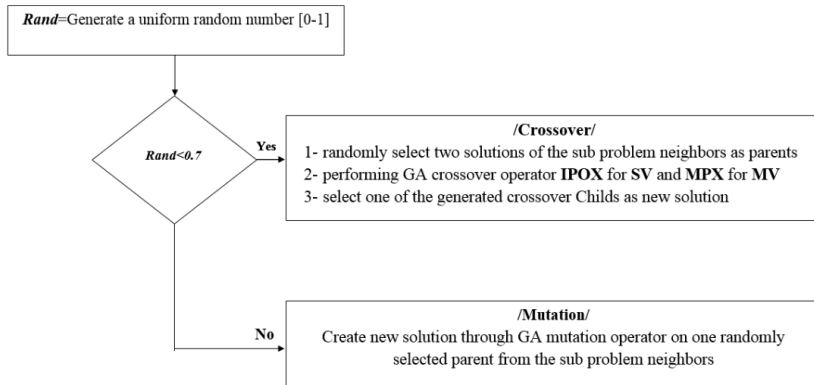 Rand=Generate a uniform random number [0-1]
Rand<0.7
Yes
/Crossover/
1- randomly select two solutions of the sub problem neighbors as parents
2- performing GA crossover operator IPOX for SV and MPX for MV
3- select one of the generated crossover Childs as new solution
No
/Mutation/
Create new solution through GA mutation operator on one randomly
selected parent from the sub problem neighbors